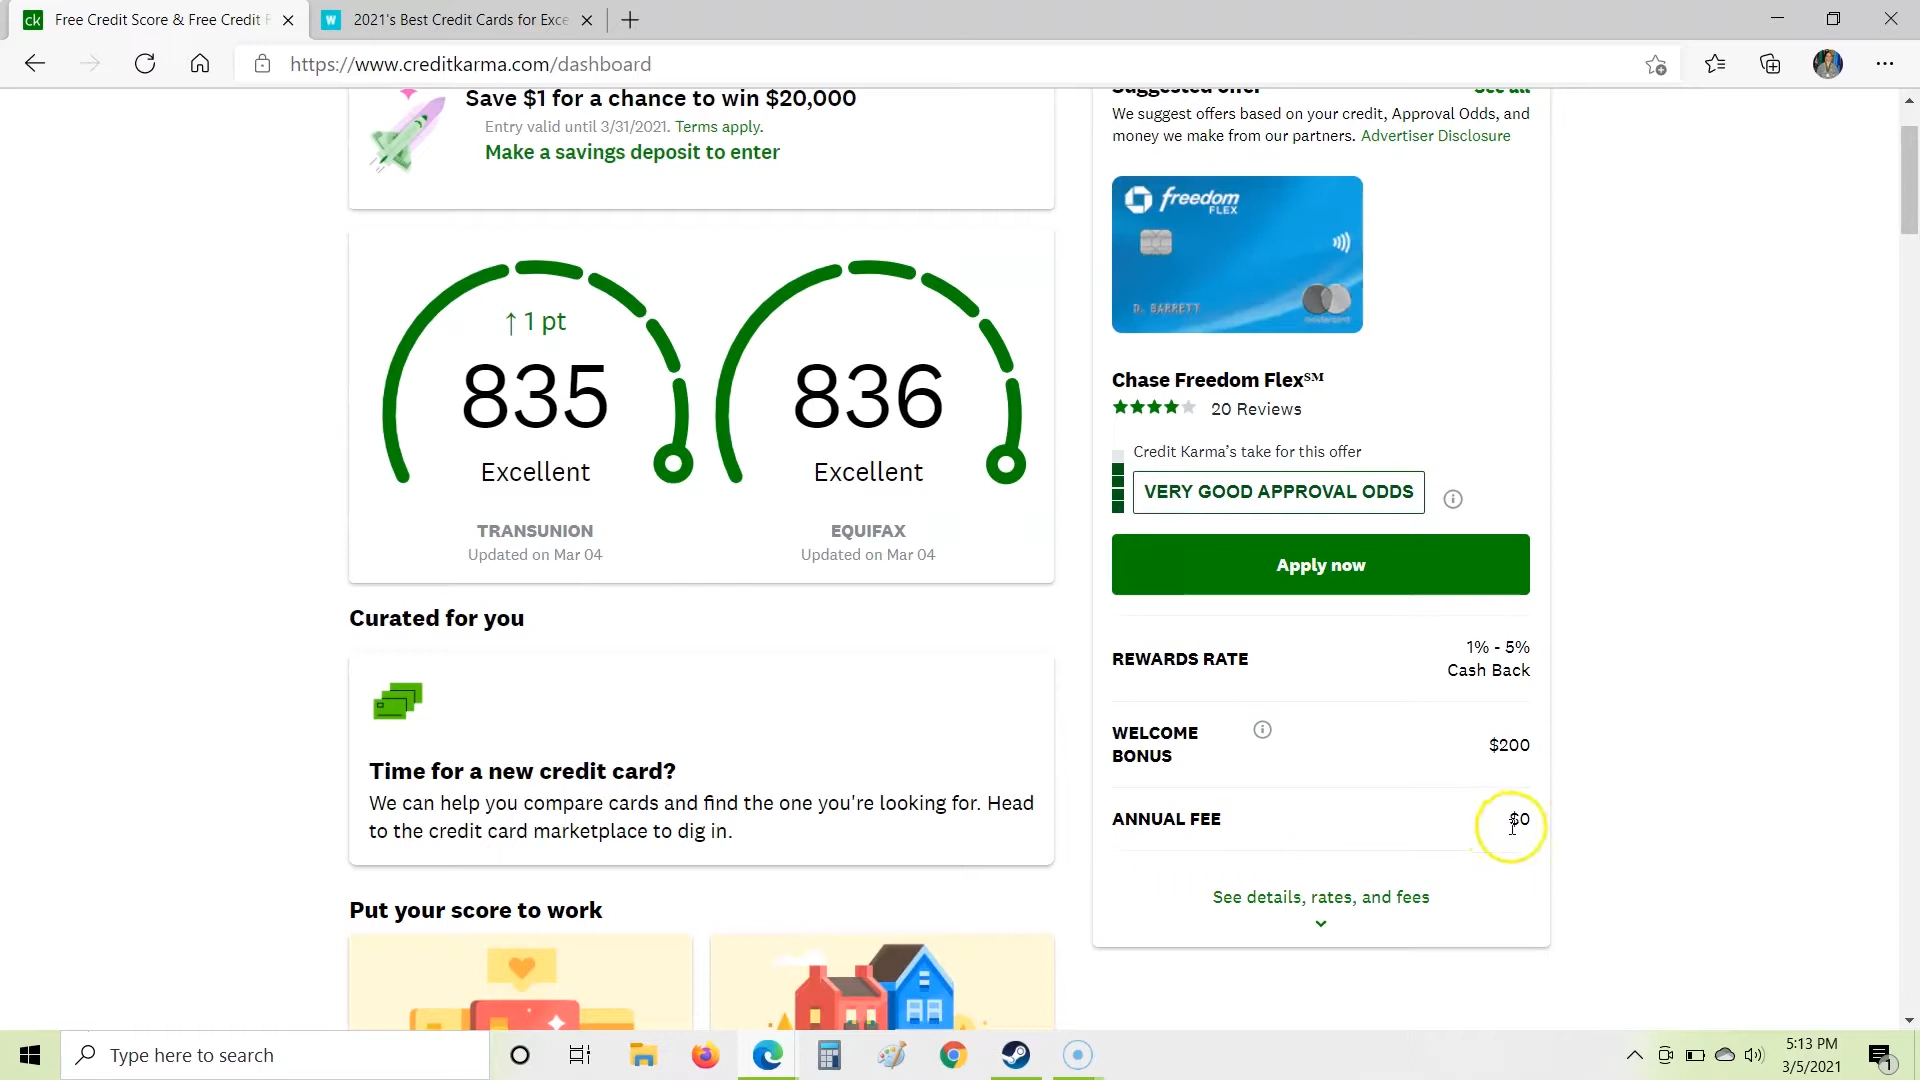 ck Free Credit Score & Free Credit R
W 2021's Best Credit Cards for Exce
https://www.creditkarma.com/dashboard
Save $1 for a chance to win $20,000
Entry valid until 3/31/2021. Terms apply.
Make a savings deposit to enter
↑ 1 pt
835
Excellent
TRANSUNION
Updated on Mar 04
836
Excellent
EQUIFAX
Updated on Mar 04
Curated for you
Time for a new credit card?
We can help you compare cards and find the one you're looking for. Head
to the credit card marketplace to dig in.
Put your score to work
Suggested offer See all
We suggest offers based on your credit, Approval Odds, and
money we make from our partners. Advertiser Disclosure
freedom
FLEX
D. BARRETT
mastercard
Chase Freedom Flex℠
20 Reviews
Credit Karma’s take for this offer
VERY GOOD APPROVAL ODDS
Apply now
REWARDS RATE
1% - 5%
Cash Back
WELCOME
BONUS
$200
ANNUAL FEE
$0
See details, rates, and fees
Type here to search
5:13 PM
3/5/2021
1